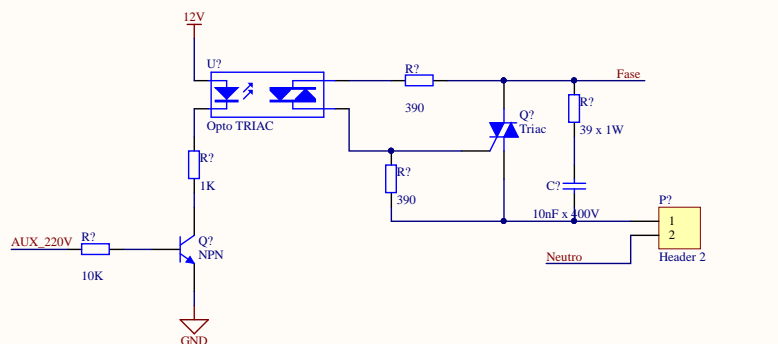 12V
U?
Opto TRIAC
R?
390
Fase
Q?
Triac
R?
39 x 1W
R?
1K
R?
390
C?
10nF x 400V
P?
1
2
Header 2
Neutro
AUX_220V
R?
10K
Q?
NPN
GND